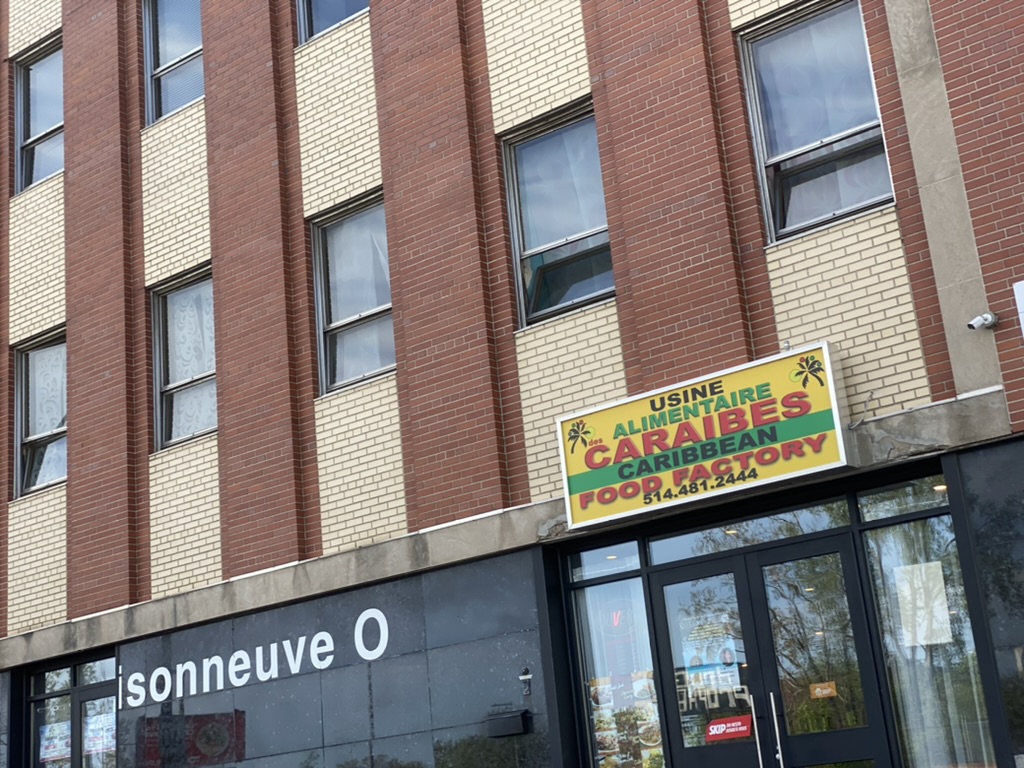 USINE
ALIMENTAIRE
des CARAIBES
CARIBBEAN
FOOD FACTORY
514.481.2444
isonneuve O
SKIP